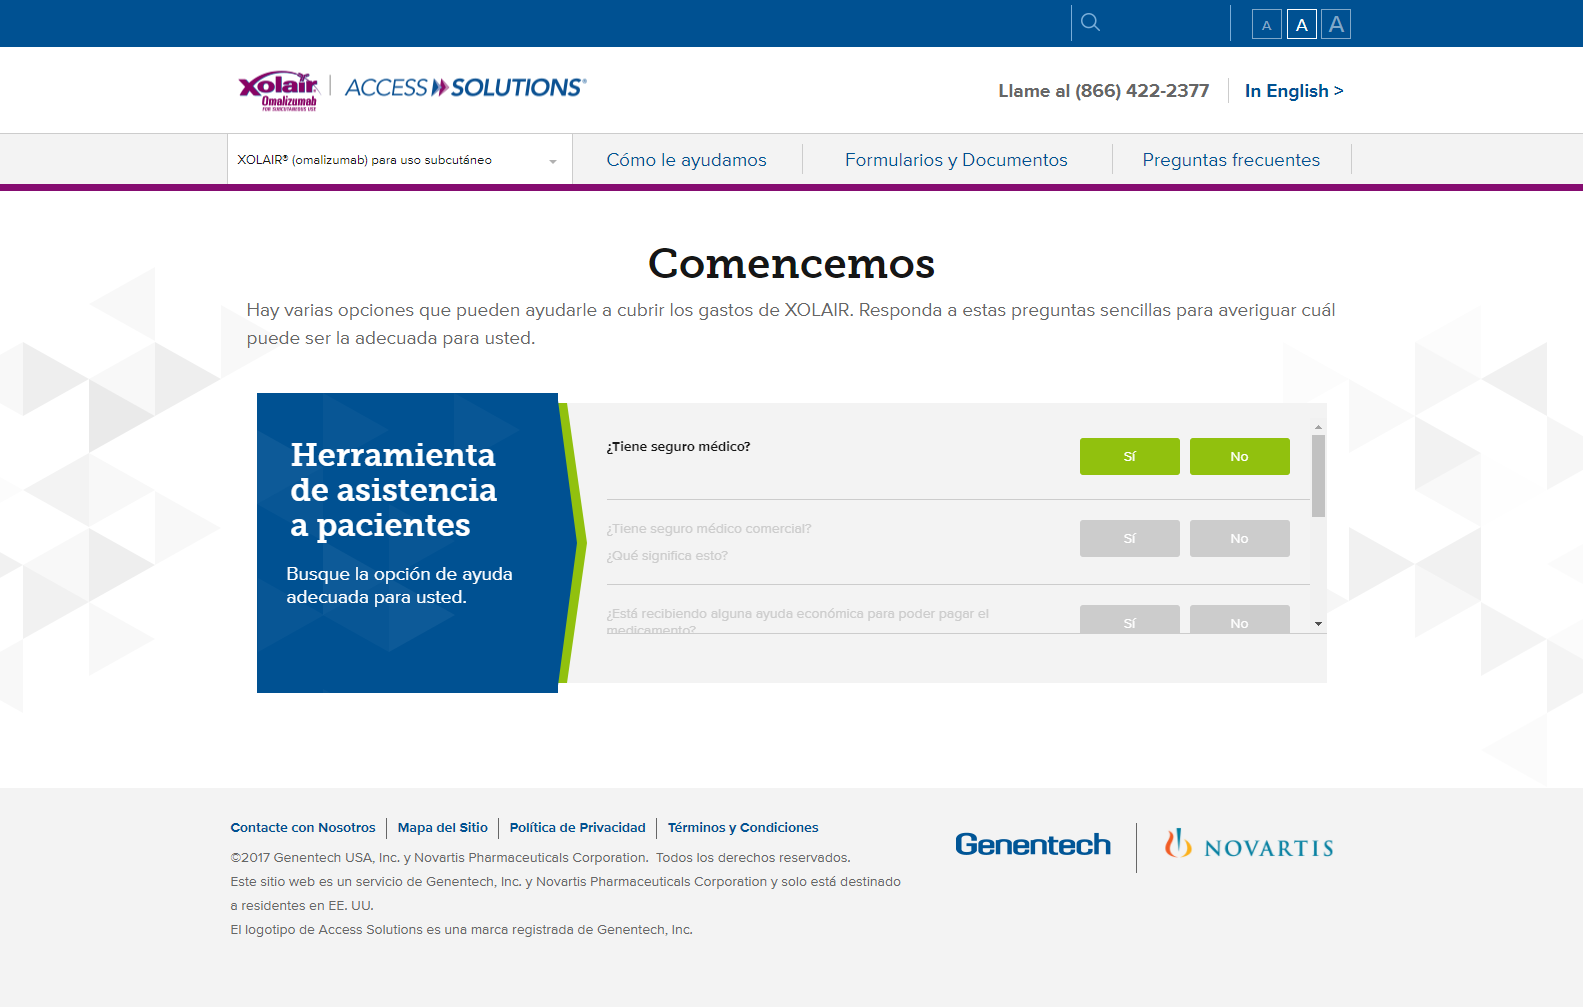 A A A
Xolair
Omalizumab
FOR SUBCUTANEOUS USE
ACCESS SOLUTIONS®
Llame al (866) 422-2377
In English >
XOLAIR® (omalizumab) para uso subcutáneo
Cómo le ayudamos
Formularios y Documentos
Preguntas frecuentes
Comencemos
Hay varias opciones que pueden ayudarle a cubrir los gastos de XOLAIR. Responda a estas preguntas sencillas para averiguar cuál
puede ser la adecuada para usted.
Herramienta
de asistencia
a pacientes
Busque la opción de ayuda
adecuada para usted.
¿Tiene seguro médico?
Sí No
¿Tiene seguro médico comercial?
¿Qué significa esto?
Sí No
¿Está recibiendo alguna ayuda económica para poder pagar el
medicamento?
Sí No
Contacte con Nosotros
Mapa del Sitio
Política de Privacidad
Términos y Condiciones
©2017 Genentech USA, Inc. y Novartis Pharmaceuticals Corporation. Todos los derechos reservados.
Este sitio web es un servicio de Genentech, Inc. y Novartis Pharmaceuticals Corporation y solo está destinado
a residentes en EE. UU.
El logotipo de Access Solutions es una marca registrada de Genentech, Inc.
Genentech
NOVARTIS